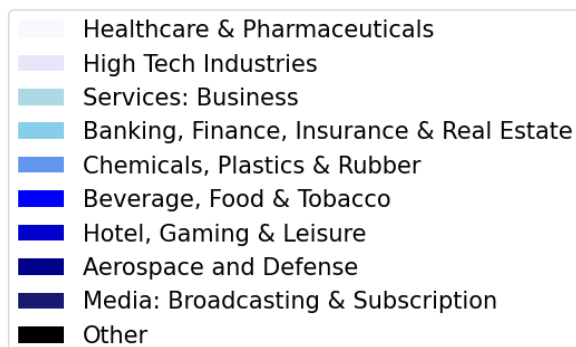 Healthcare & Pharmaceuticals
High Tech Industries
Services: Business
Banking, Finance, Insurance & Real Estate
Chemicals, Plastics & Rubber
Beverage, Food & Tobacco
Hotel, Gaming & Leisure
Aerospace and Defense
Media: Broadcasting & Subscription
Other